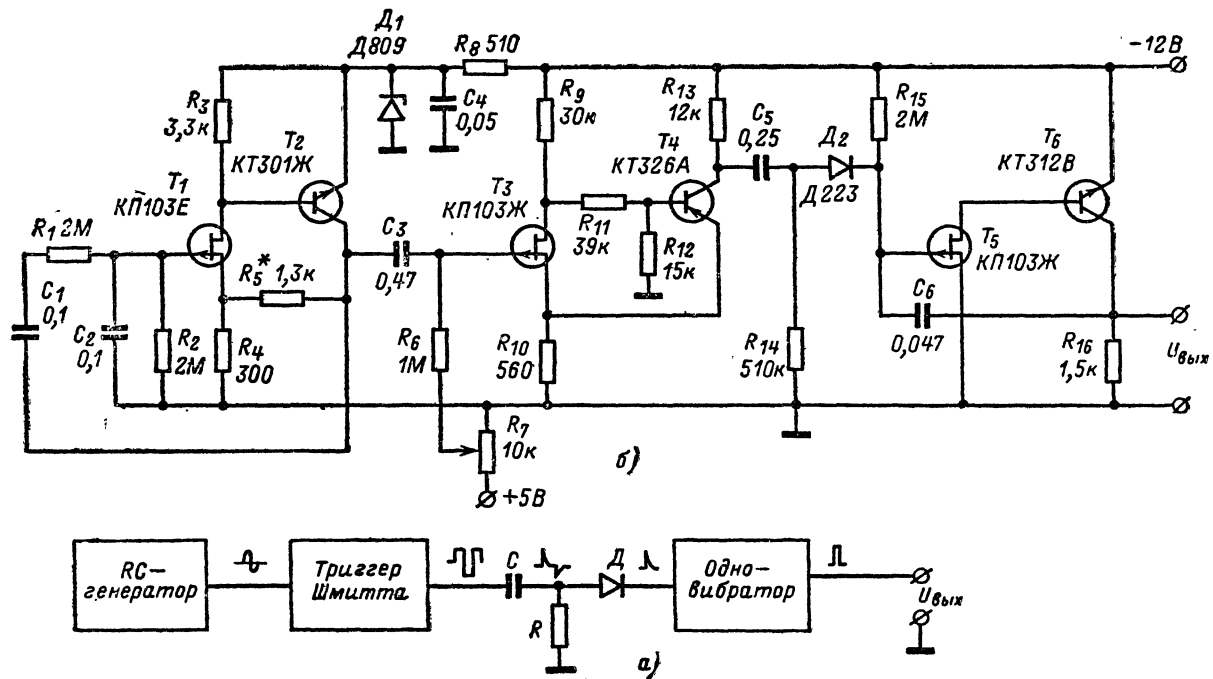 Д1
Д809
R8 510
-12В
R3
3,3к
C4
0,05
R9
30к
R13
12к
C5
0,25
R15
2М
T2
КТ301Ж
T4
КТ326А
Д2
Д223
T6
КТ312В
T1
КП103Е
T3
КП103Ж
R1 2М
C3
0,47
R11
39к
R12
15к
T5
КП103Ж
R5* 1,3к
C1
0,1
C2
0,1
R2
2М
R4
300
R6
1М
R10
560
R14
510к
C6
0,047
R16
1,5к
Uвых
R7
10к
+5В
б)
RC-
генератор
Триггер
Шмитта
C
R
Д
Одно-
вибратор
Uвых
а)